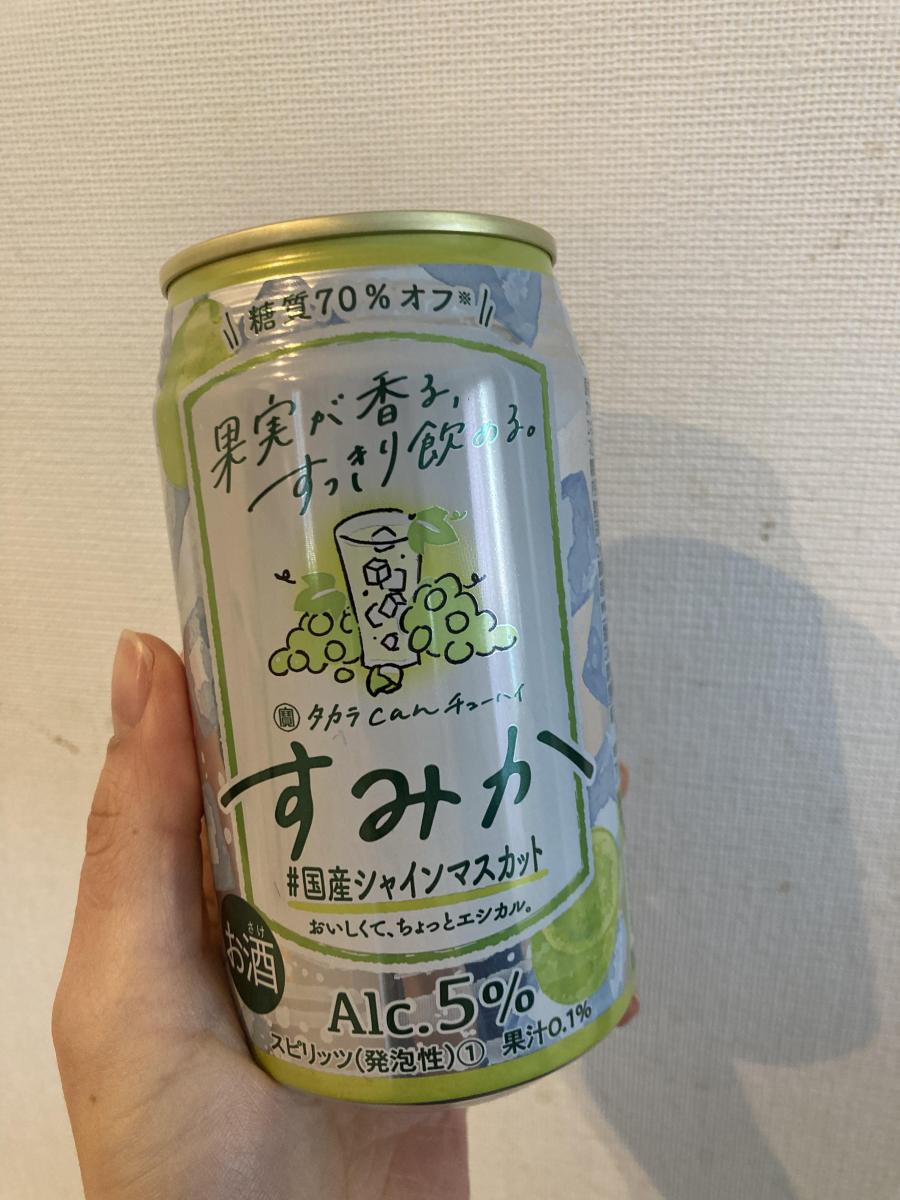 糖質70%オフ※
果実が香る、
すっきり飲める。
寳 タカラcanチューハイ
すみか
#国産シャインマスカット
おいしくて、ちょっとエシカル。
さけ
お酒
Alc.5%
スピリッツ(発泡性)① 果汁0.1%